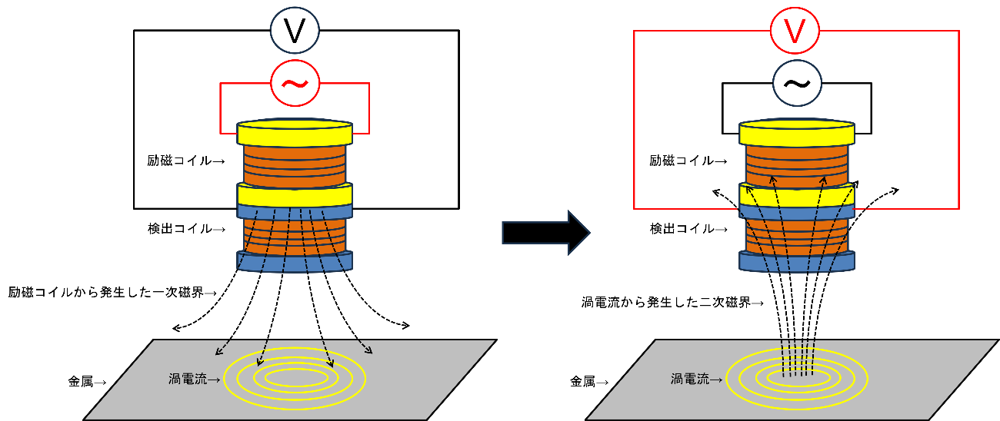 V
~
励磁コイル→
検出コイル→
励磁コイルから発生した一次磁界→
金属→
渦電流→
V
~
励磁コイル→
検出コイル→
渦電流から発生した二次磁界→
金属→
渦電流→